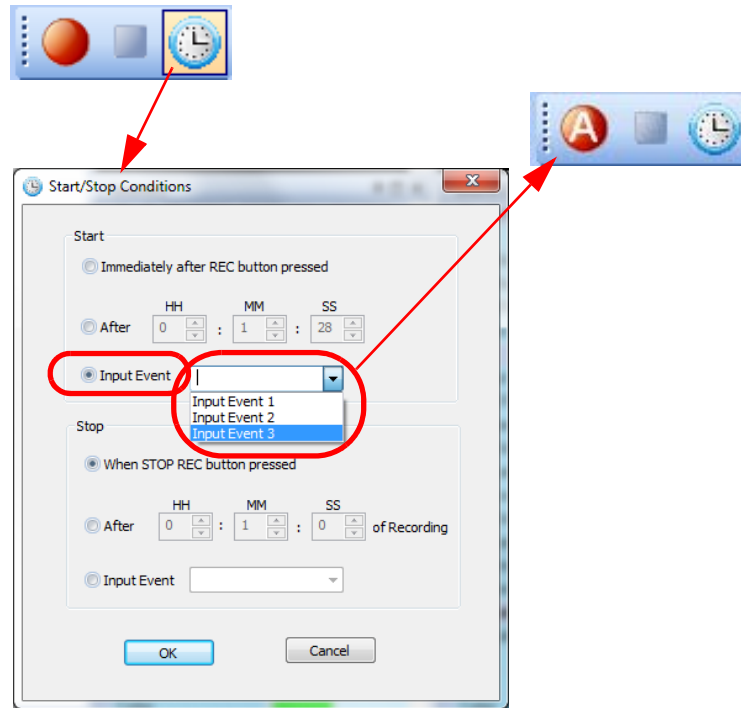 A
Start/Stop Conditions
Start
Immediately after REC button pressed
HH MM SS
After 0 : 1 : 28
Input Event
Input Event 1
Input Event 2
Input Event 3
Stop
When STOP REC button pressed
HH MM SS
After 0 : 1 : 0 of Recording
Input Event
OK Cancel